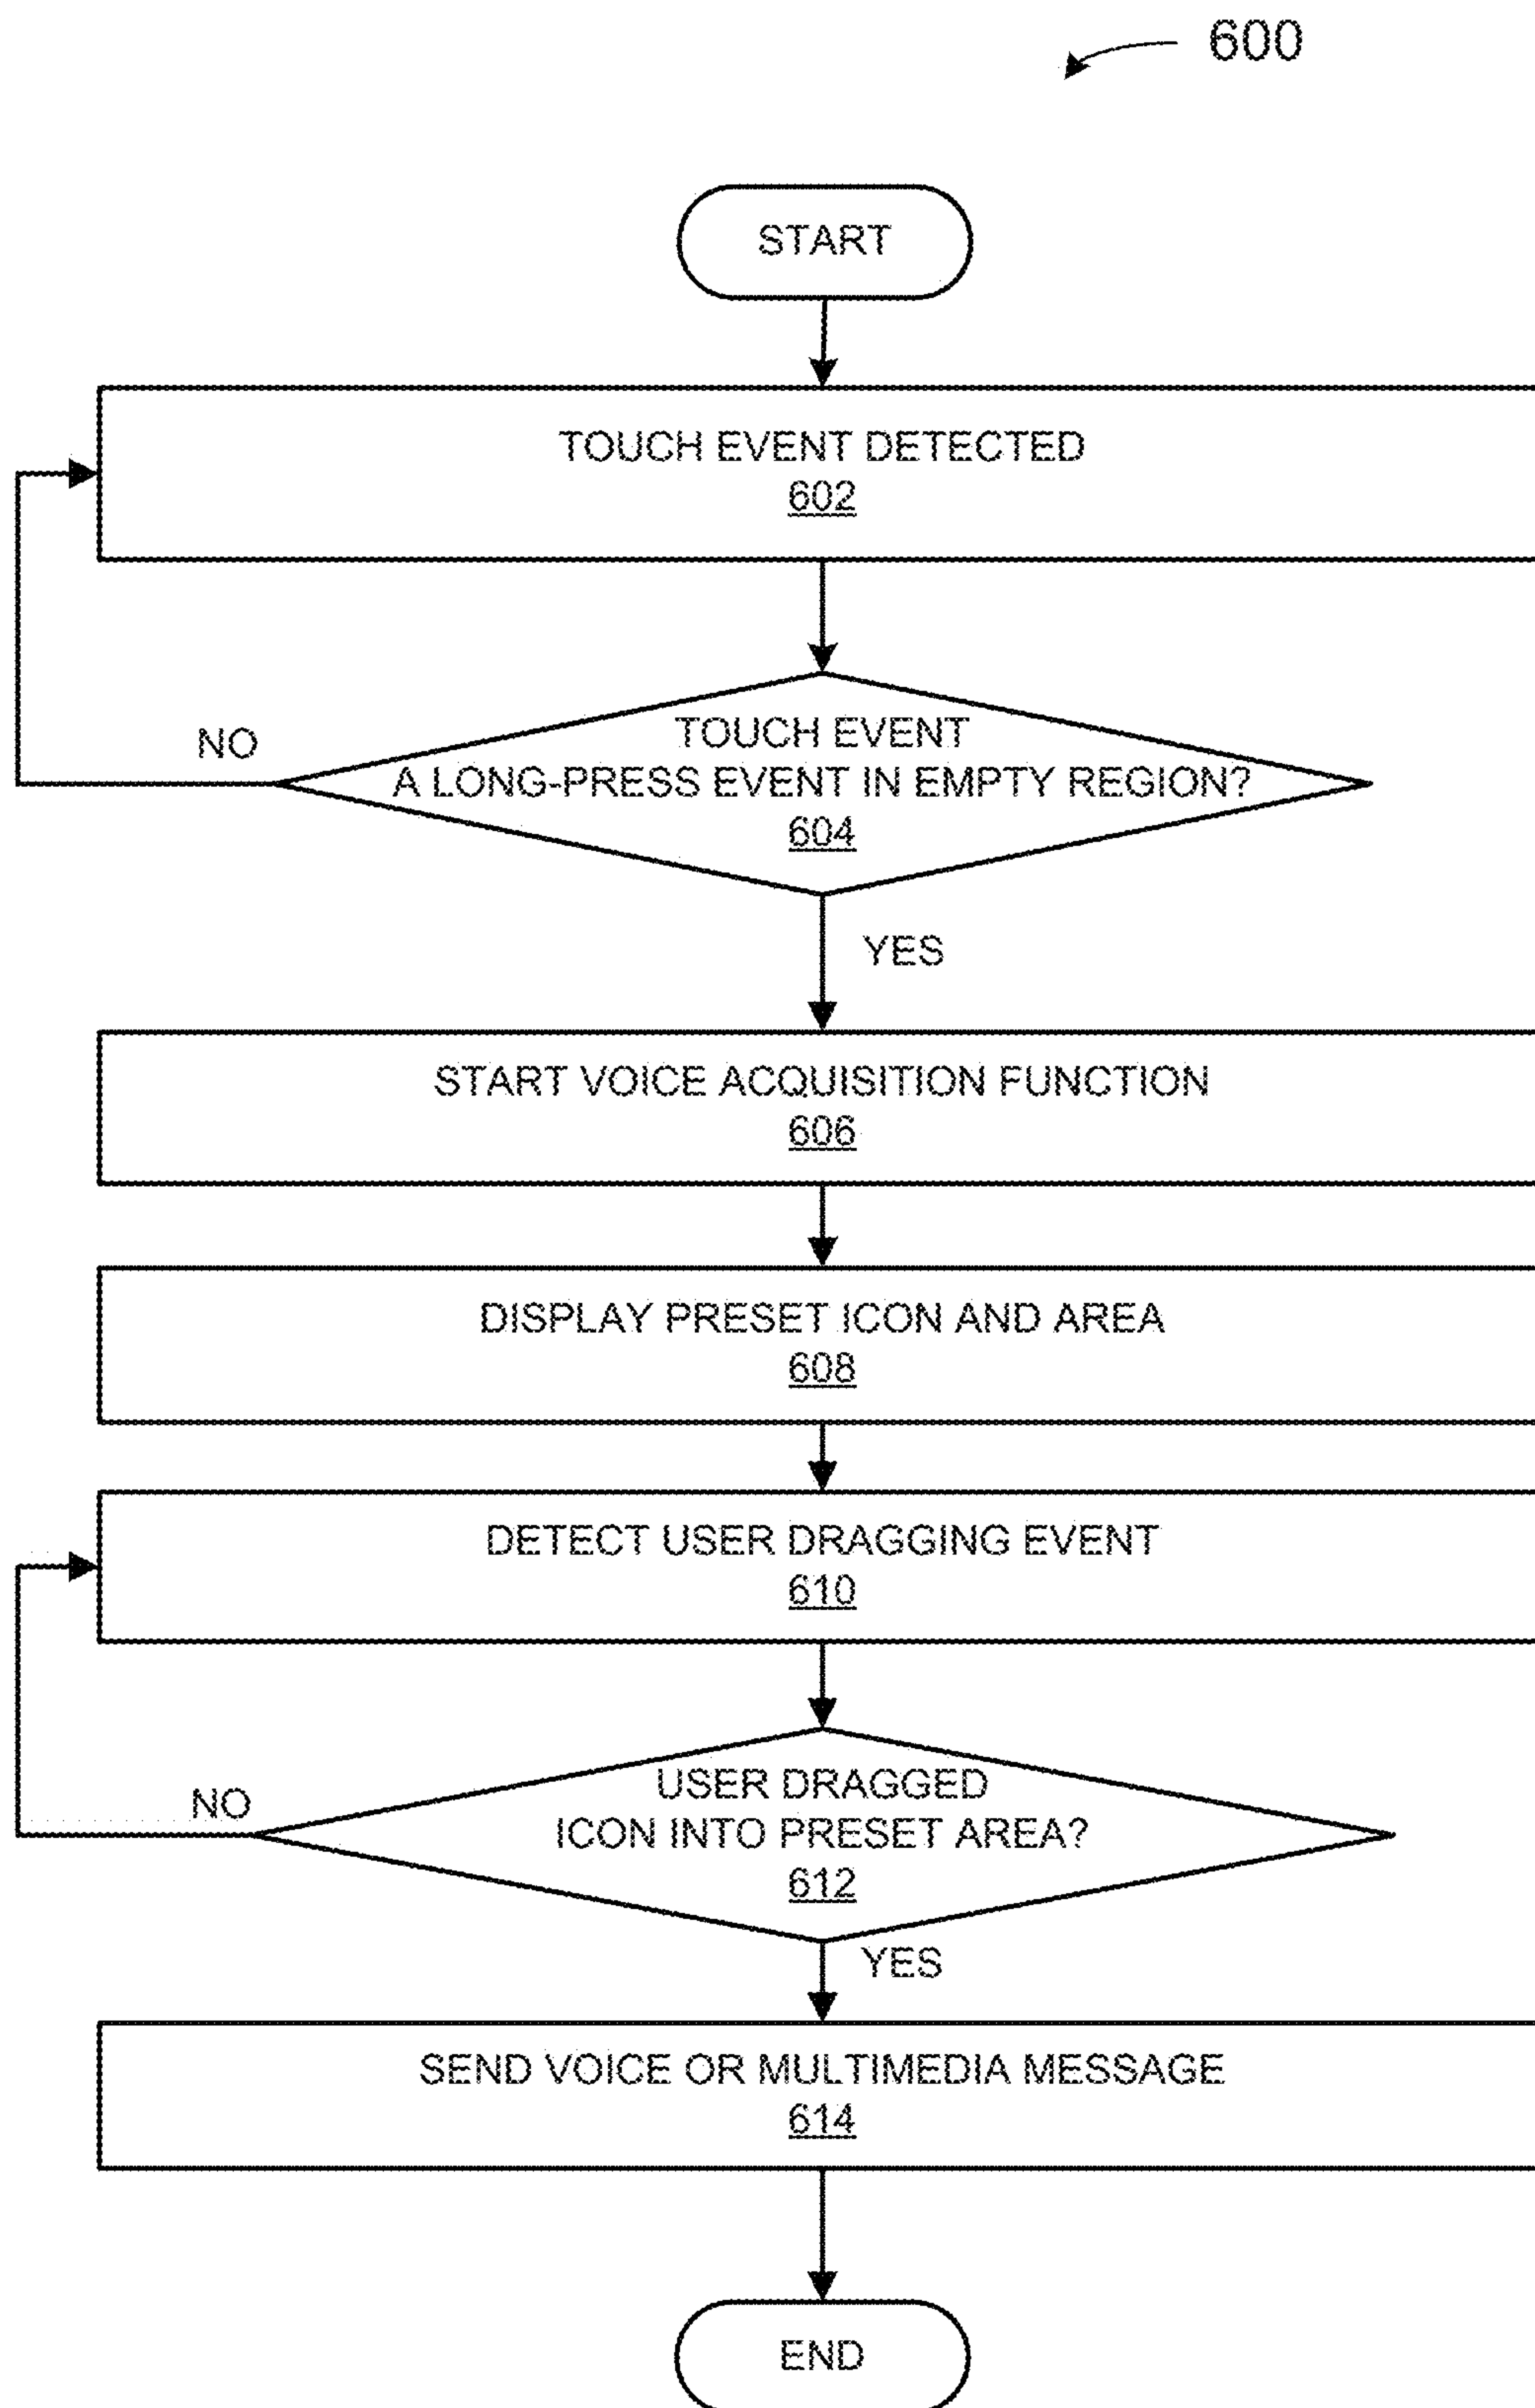 600
START
TOUCH EVENT DETECTED
602
TOUCH EVENT
A LONG-PRESS EVENT IN EMPTY REGION?
604
NO
YES
START VOICE ACQUISITION FUNCTION
606
DISPLAY PRESET ICON AND AREA
608
DETECT USER DRAGGING EVENT
610
USER DRAGGED
ICON INTO PRESET AREA?
612
NO
YES
SEND VOICE OR MULTIMEDIA MESSAGE
614
END